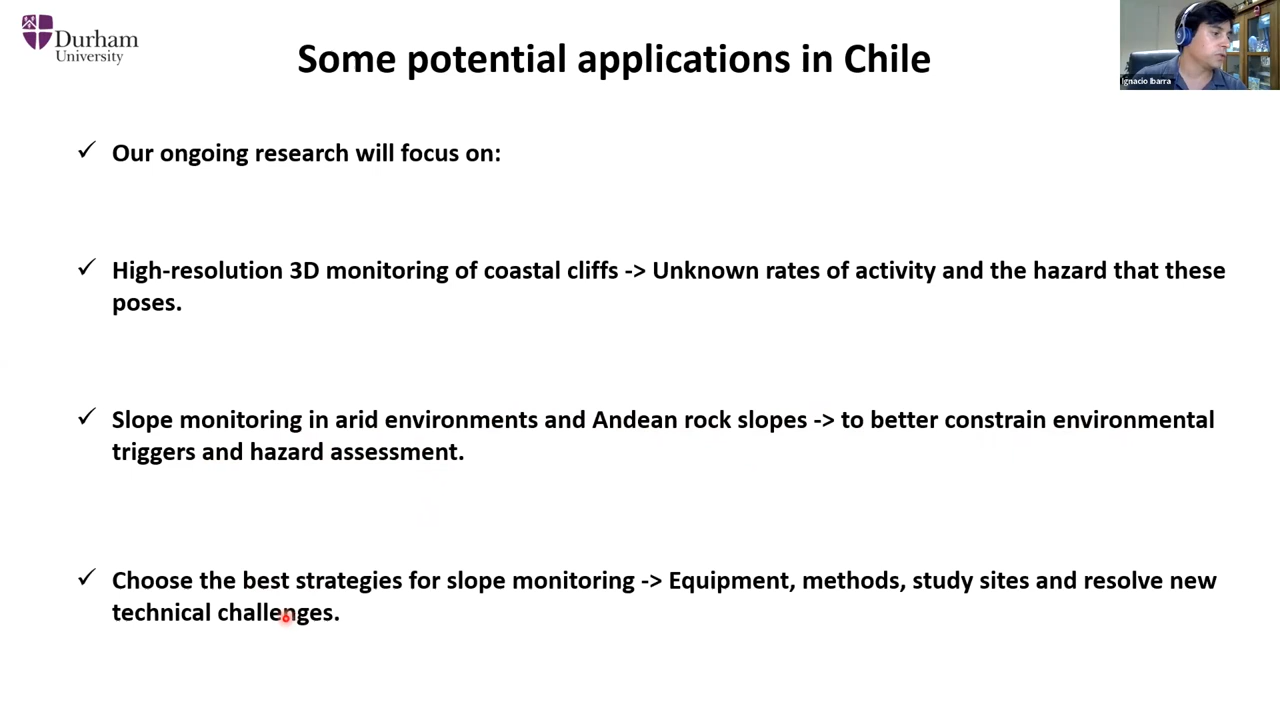 Durham
University
Some potential applications in Chile
Ignacio Ibarra
✓ Our ongoing research will focus on:
✓ High-resolution 3D monitoring of coastal cliffs -> Unknown rates of activity and the hazard that these
poses.
✓ Slope monitoring in arid environments and Andean rock slopes -> to better constrain environmental
triggers and hazard assessment.
✓ Choose the best strategies for slope monitoring -> Equipment, methods, study sites and resolve new
technical challenges.